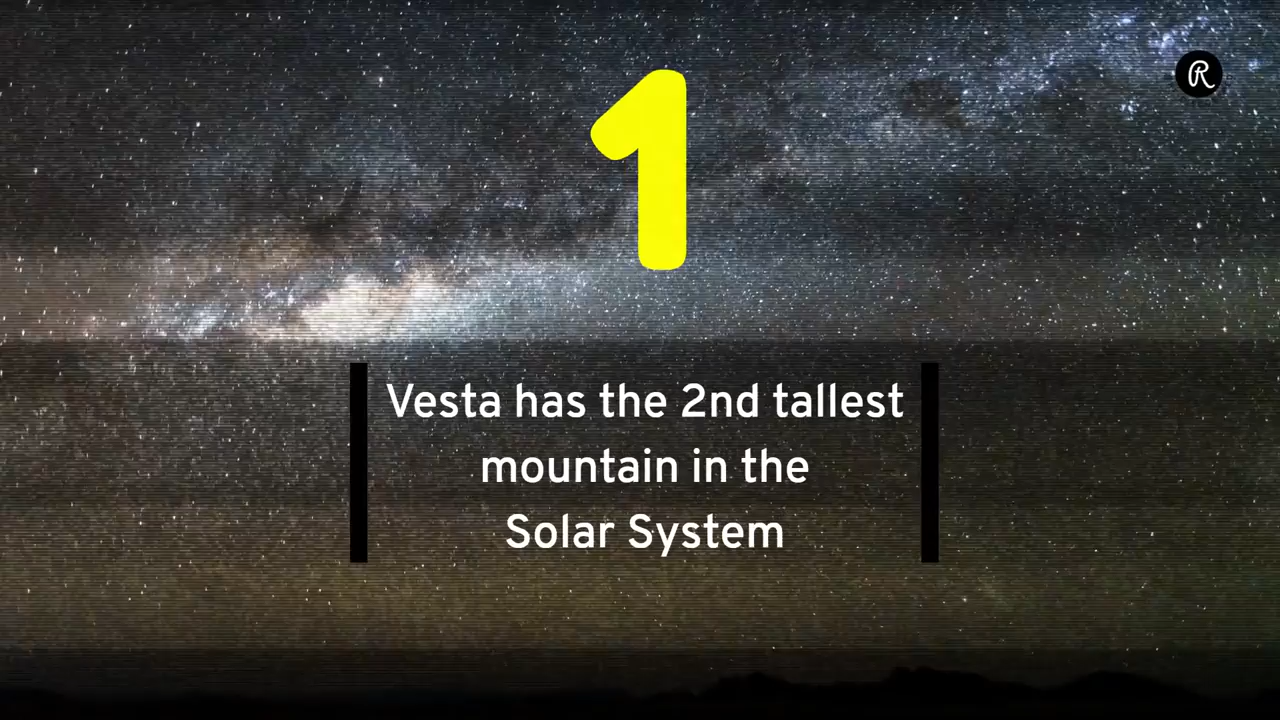 R
1
Vesta has the 2nd tallest
mountain in the
Solar System